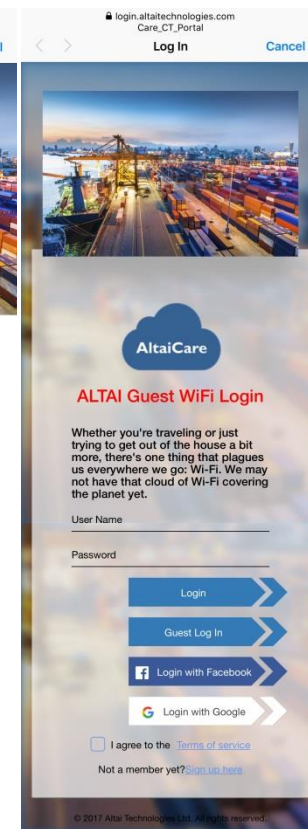 login.altaitechnologies.com
Care_CT_Portal
Log In
Cancel
AltaiCare
ALTAI Guest WiFi Login
Whether you're traveling or just
trying to get out of the house a bit
more, there's one thing that plagues
us everywhere we go: Wi-Fi. We may
not have that cloud of Wi-Fi covering
the planet yet.
User Name
Password
Login
Guest Log In
Login with Facebook
Login with Google
I agree to the Terms of service
Not a member yet?Sign up here
© 2017 Altai Technologies Ltd. All rights reserved.